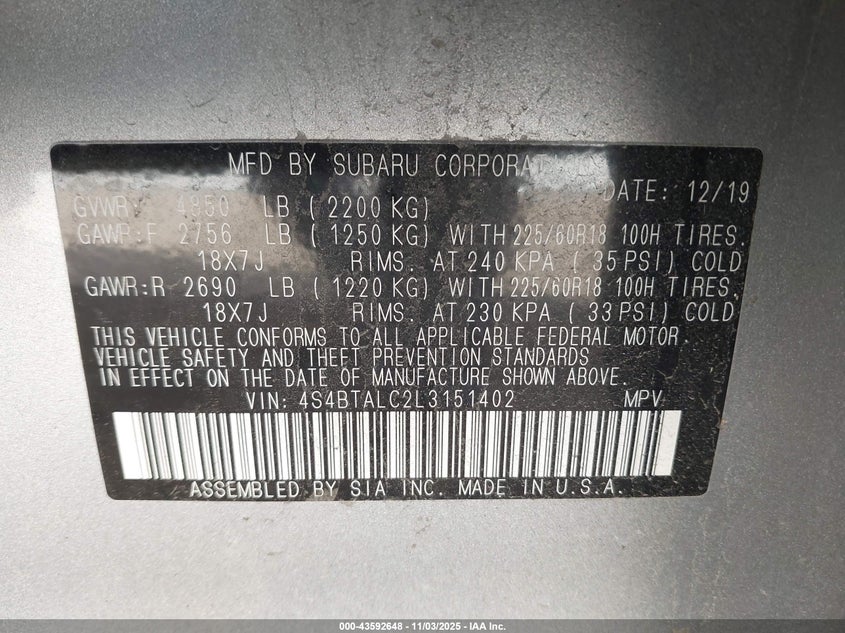 MFD BY SUBARU CORPORATION
DATE: 12/19
GVWR: 4850 LB ( 2200 KG)
GAWR:F 2756 LB ( 1250 KG) WITH 225/60R18 100H TIRES.
18X7J RIMS. AT 240 KPA ( 35 PSI) COLD
GAWR:R 2690 LB ( 1220 KG) WITH 225/60R18 100H TIRES.
18X7J RIMS. AT 230 KPA ( 33 PSI) COLD
THIS VEHICLE CONFORMS TO ALL APPLICABLE FEDERAL MOTOR.
VEHICLE SAFETY AND THEFT PREVENTION STANDARDS
IN EFFECT ON THE DATE OF MANUFACTURE SHOWN ABOVE.
VIN: 4S4BTALC2L3151402 MPV
ASSEMBLED BY SIA INC. MADE IN U.S.A.
000-43592648 - 11/03/2025 - IAA Inc.